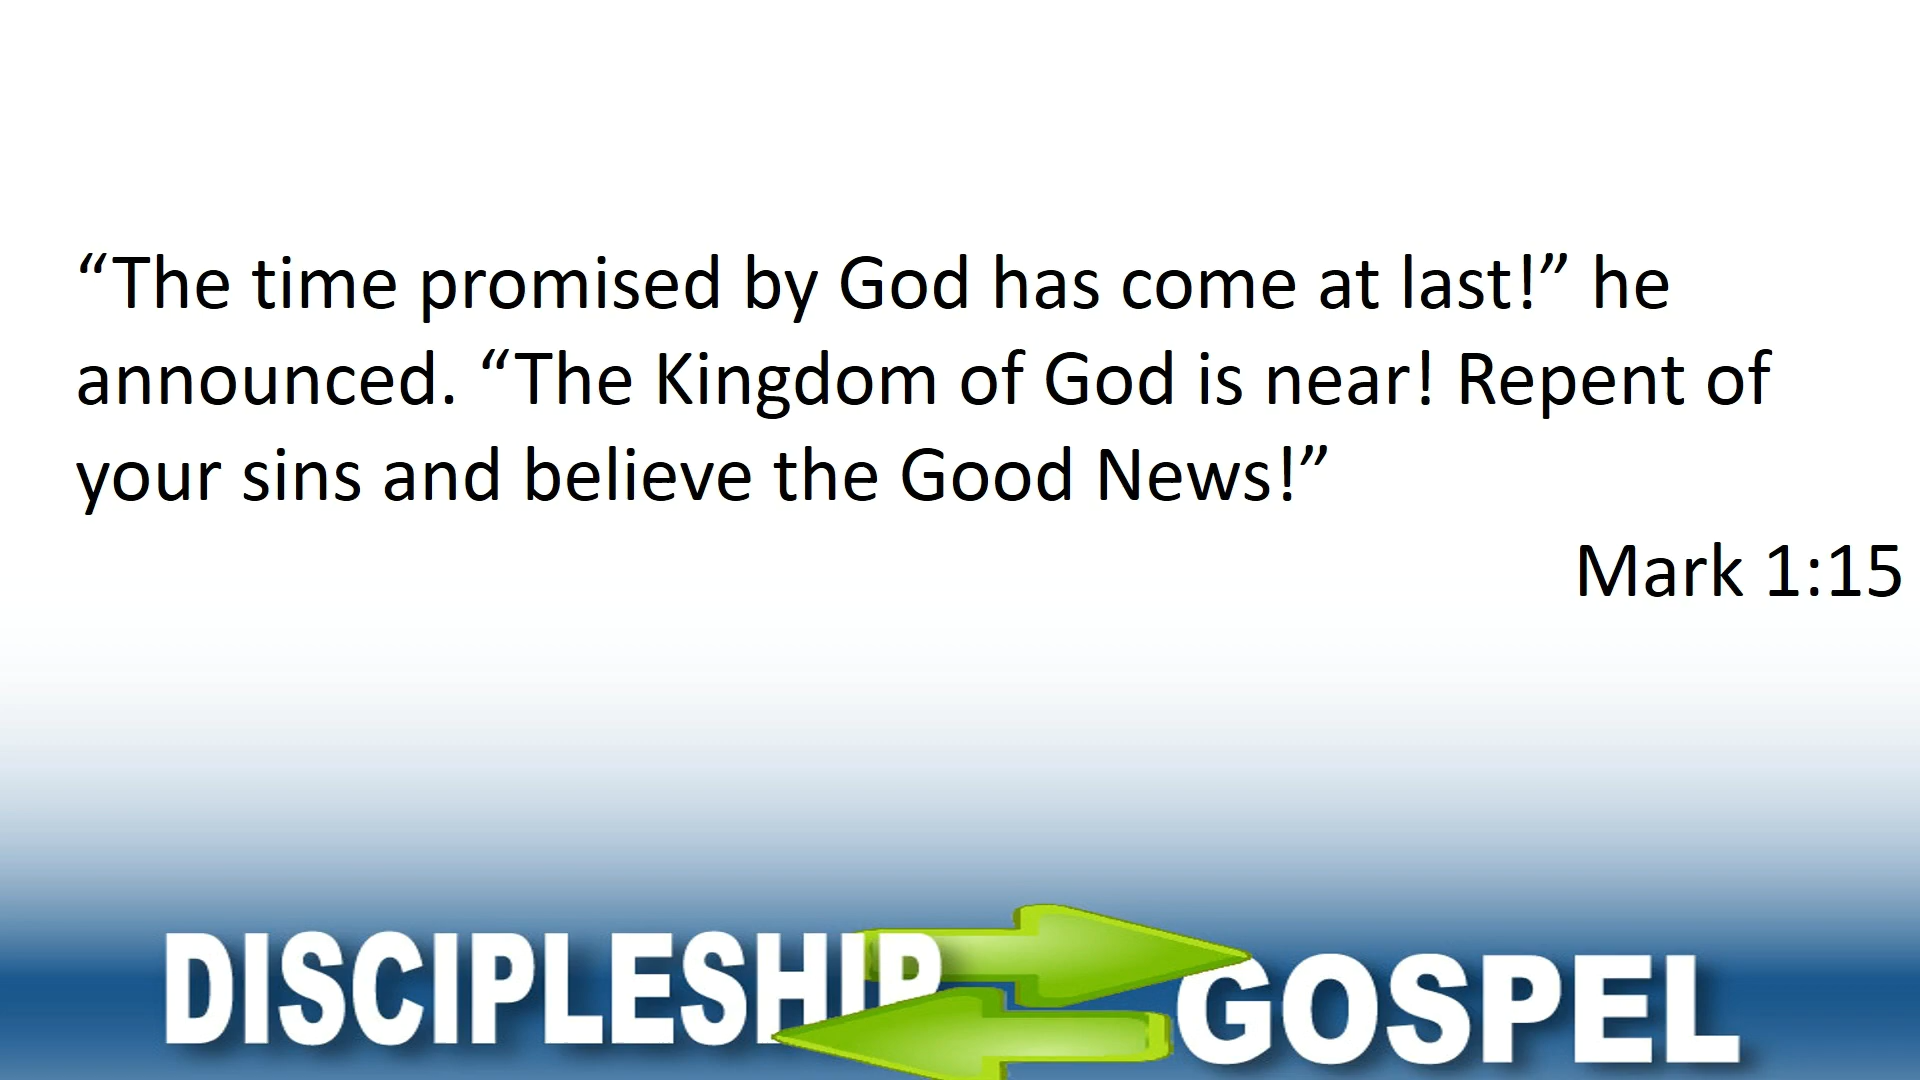 “The time promised by God has come at last!” he
announced. “The Kingdom of God is near! Repent of
your sins and believe the Good News!”
Mark 1:15
DISCIPLESHIP
GOSPEL